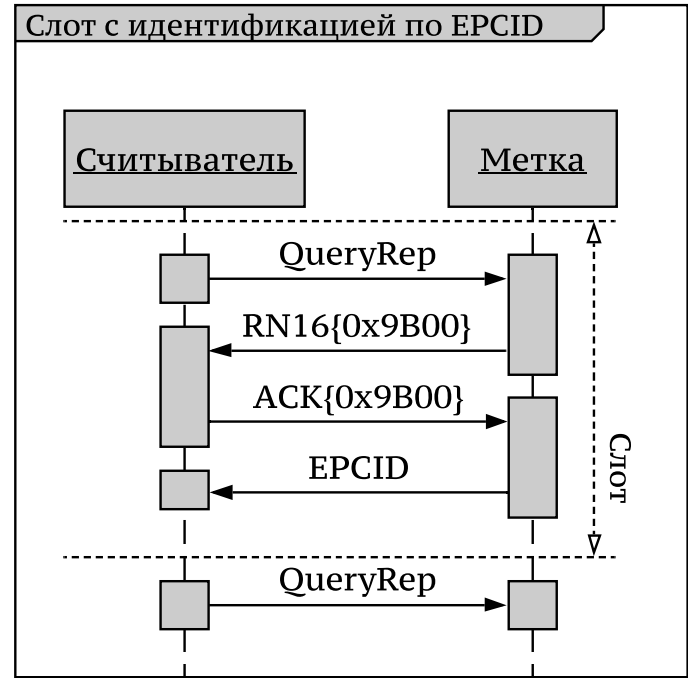 Слот с идентификацией по EPCID
Считыватель
Метка
QueryRep
RN16{0x9B00}
ACK{0x9B00}
EPCID
Слот
QueryRep